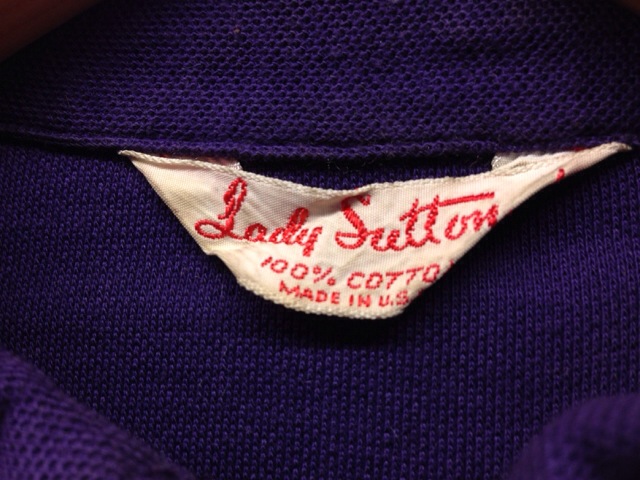 Lady Sutton
100% COTTO
MADE IN U.S